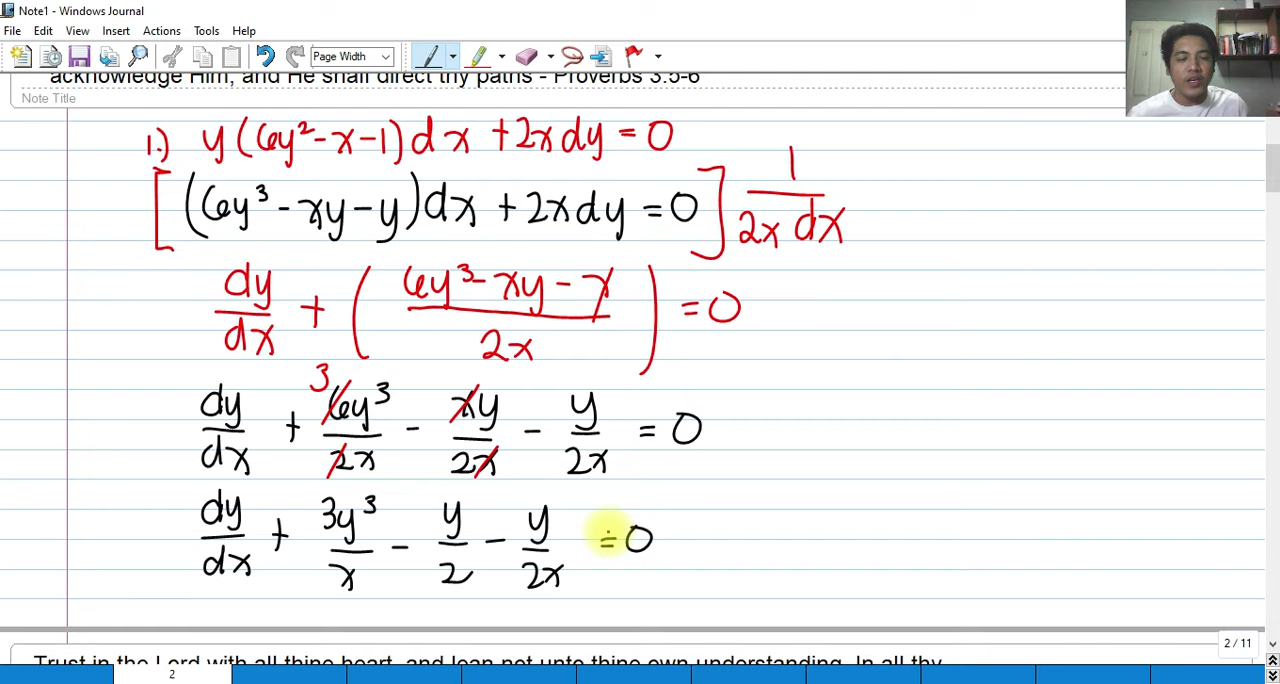 Note1 - Windows Journal
File Edit View Insert Actions Tools Help
Page Width
acknowledge Him, and He shall direct thy paths - Proverbs 3:5-6
Note Title
1.) y(6y²-x-1)dx +2xdy=0
[(6y³-xy-y)dx +2xdy=0] 1/(2x dx)
dy/dx + ((6y³-xy-y)/2x) =0
dy/dx + 3 6y³/2x - xy/2x - y/2x = 0
dy/dx + 3y³/x - y/2 - y/2x =0
2 / 11
Trust in the Lord with all thine heart, and lean not unto thine own understanding. In all thy
2